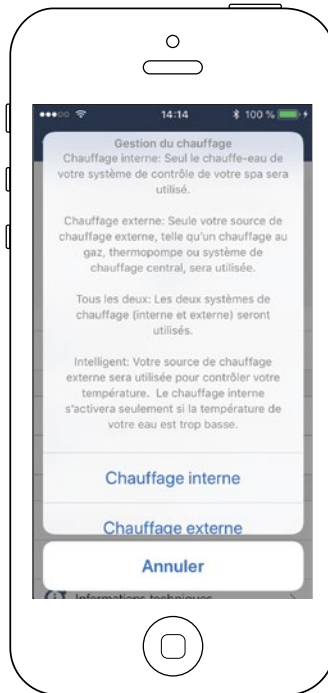 14:14
100 %
Gestion du chauffage
Chauffage interne: Seul le chauffe-eau de
votre système de contrôle de votre spa sera
utilisé.
Chauffage externe: Seule votre source de
chauffage externe, telle qu'un chauffage au
gaz, thermopompe ou système de
chauffage central, sera utilisée.
Tous les deux: Les deux systèmes de
chauffage (interne et externe) seront
utilisés.
Intelligent: Votre source de chauffage
externe sera utilisée pour contrôler votre
température. Le chauffage interne
s'activera seulement si la température de
votre eau est trop basse.
Chauffage interne
Chauffage externe
Annuler
Informations techniques